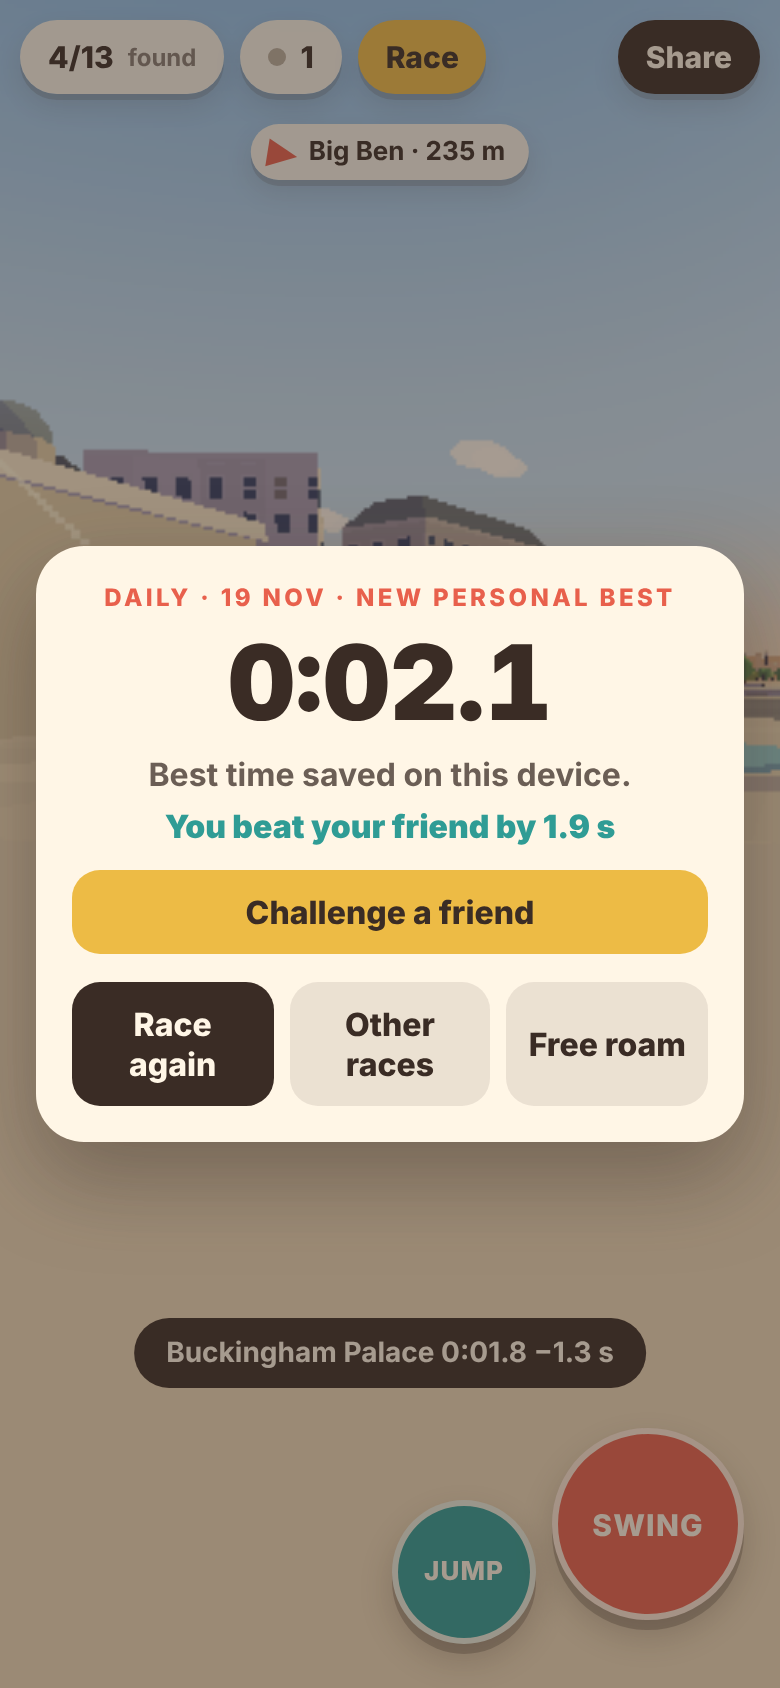 4/13 found
1
Race
Share
Big Ben · 235 m
DAILY · 19 NOV · NEW PERSONAL BEST
0:02.1
Best time saved on this device.
You beat your friend by 1.9 s
Challenge a friend
Race
again
Other
races
Free roam
Buckingham Palace 0:01.8 −1.3 s
SWING
JUMP